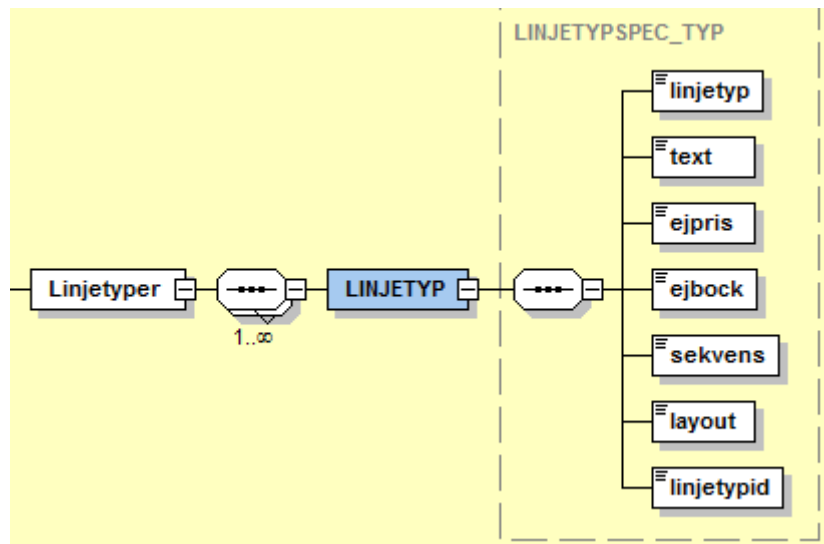 LINJETYPSPEC_TYP
linjetyp
text
ejpris
Linjetyper
LINJETYP
ejbock
1..∞
sekvens
layout
linjetypid